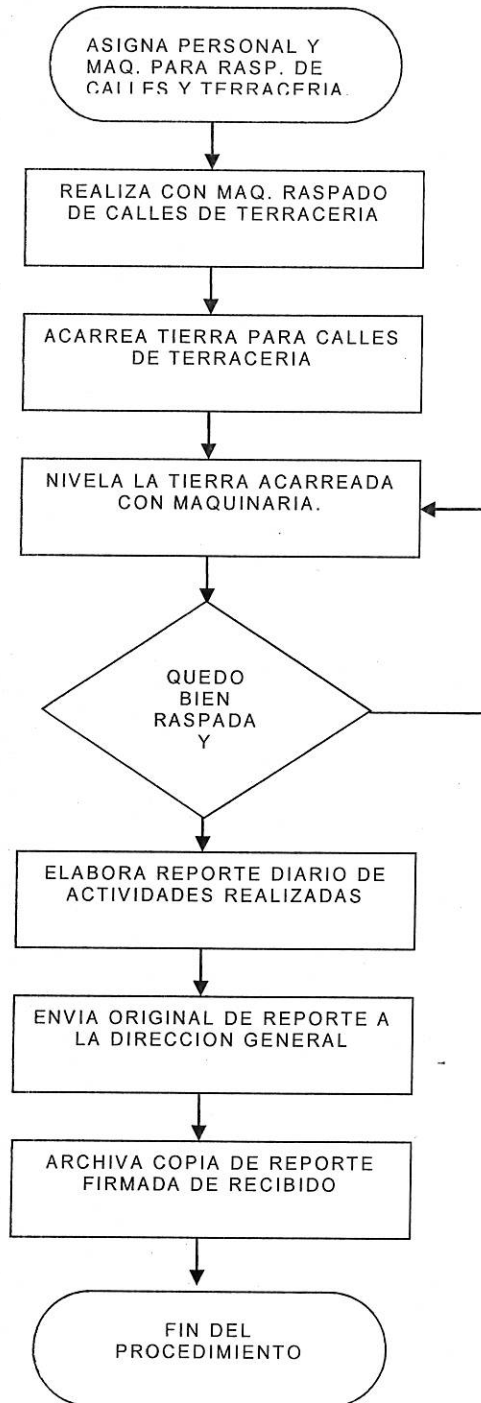 ASIGNA PERSONAL Y
MAQ. PARA RASP. DE
CALLES Y TERRACERIA.
REALIZA CON MAQ. RASPADO
DE CALLES DE TERRACERIA
ACARREA TIERRA PARA CALLES
DE TERRACERIA
NIVELA LA TIERRA ACARREADA
CON MAQUINARIA.
QUEDO
BIEN
RASPADA
Y
ELABORA REPORTE DIARIO DE
ACTIVIDADES REALIZADAS
ENVIA ORIGINAL DE REPORTE A
LA DIRECCION GENERAL
ARCHIVA COPIA DE REPORTE
FIRMADA DE RECIBIDO
FIN DEL
PROCEDIMIENTO